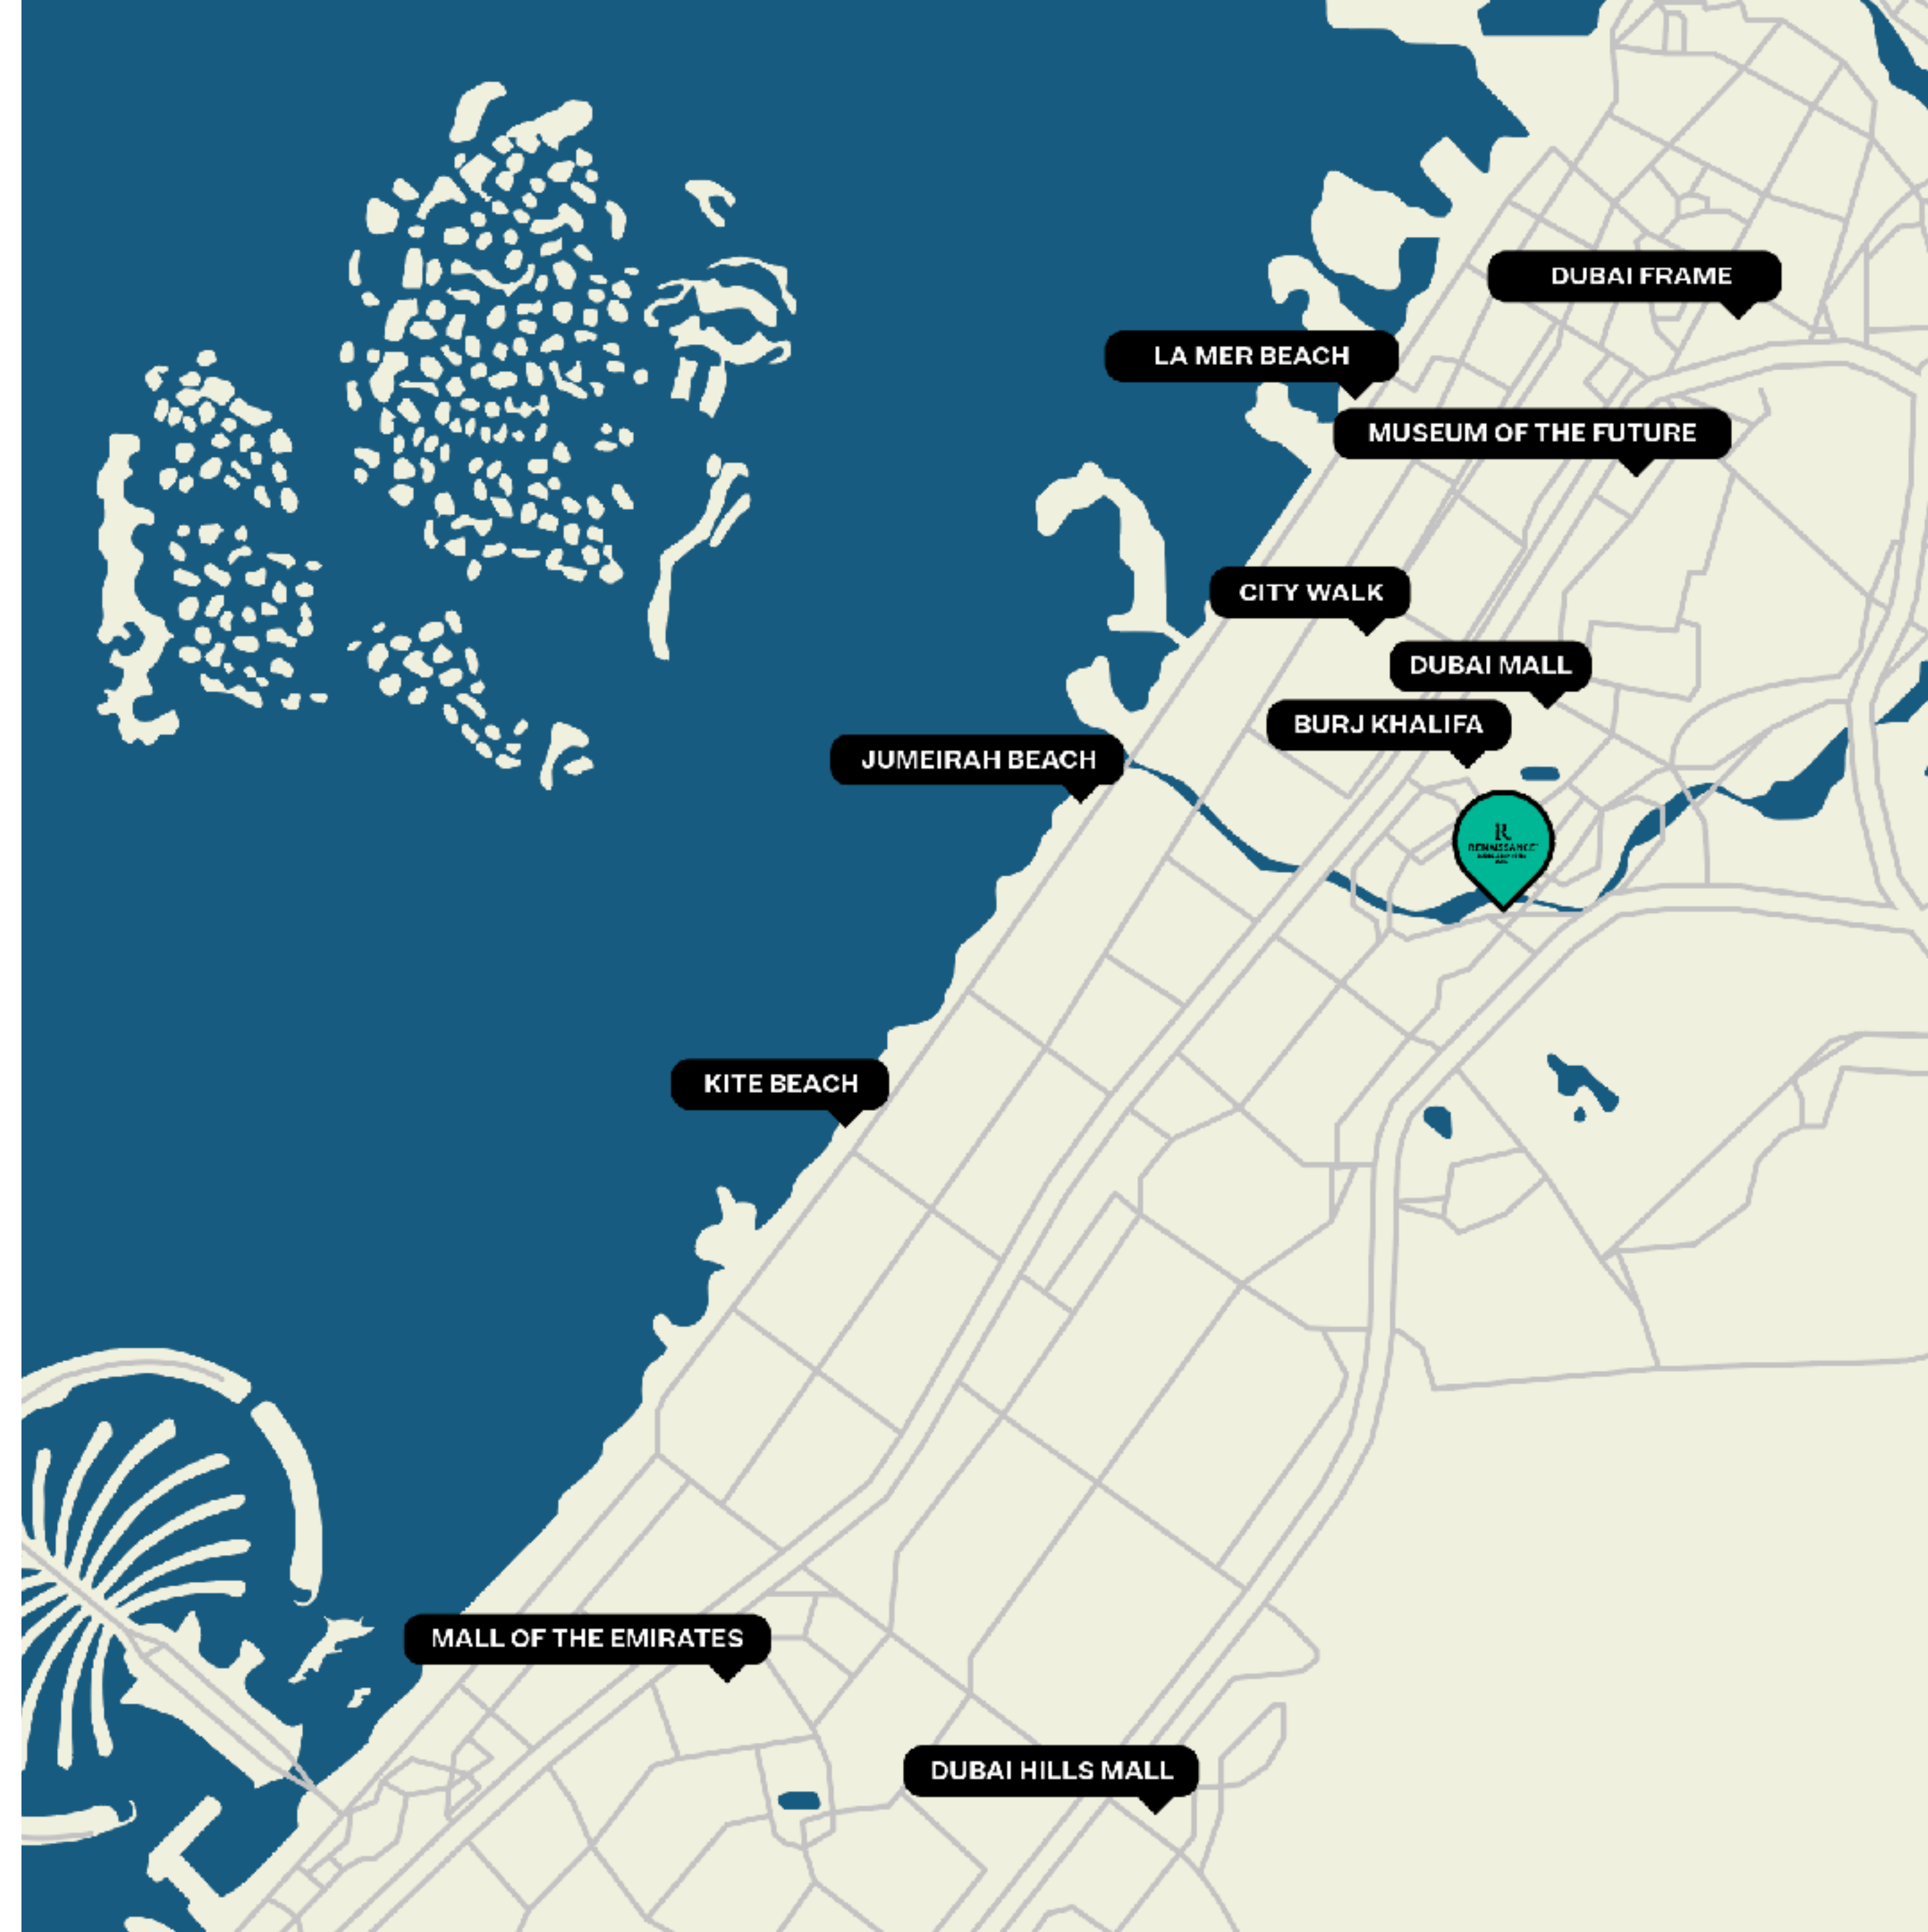 DUBAI FRAME
LA MER BEACH
MUSEUM OF THE FUTURE
CITY WALK
DUBAI MALL
BURJ KHALIFA
JUMEIRAH BEACH
R
RENAISSANCE
KITE BEACH
MALL OF THE EMIRATES
DUBAI HILLS MALL